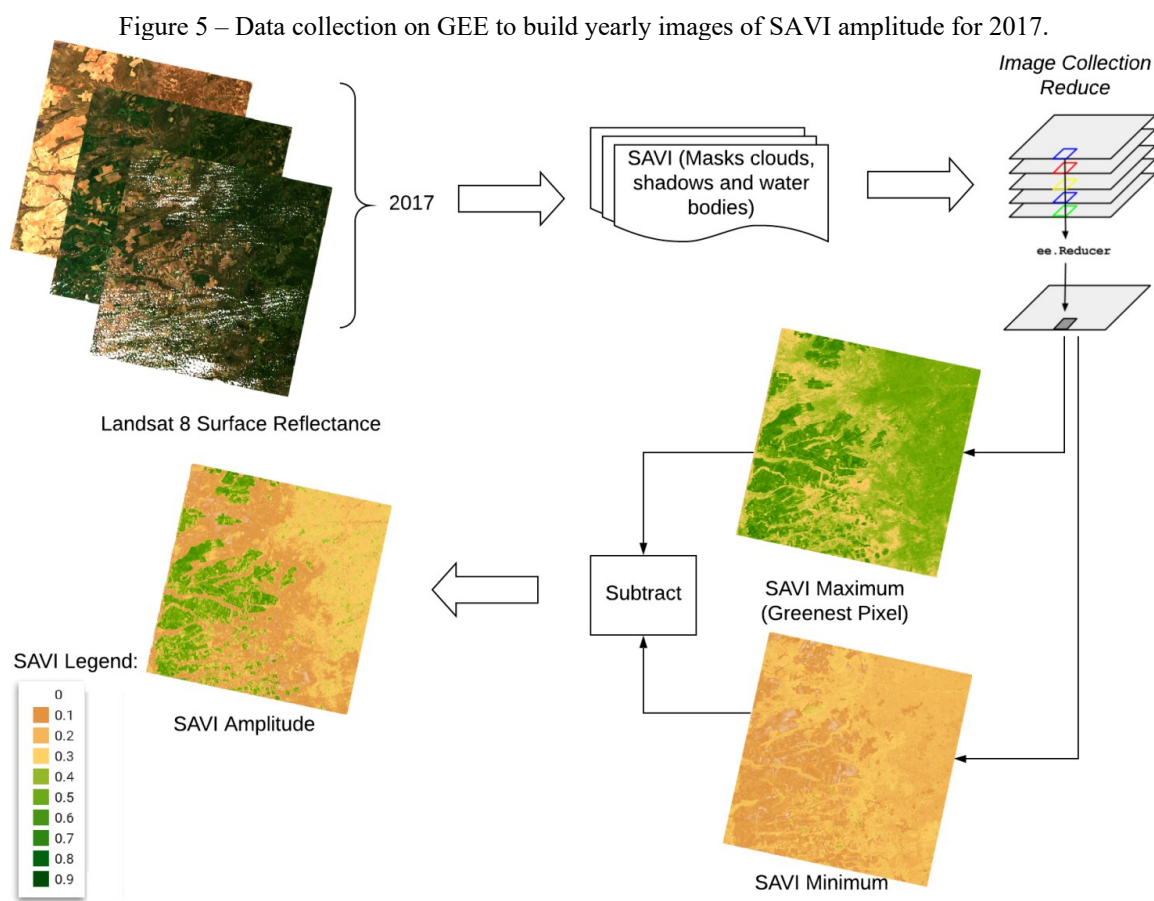 Figure 5 – Data collection on GEE to build yearly images of SAVI amplitude for 2017.
Image Collection
Reduce
2017
SAVI (Masks clouds,
shadows and water
bodies)
ee.Reducer
Landsat 8 Surface Reflectance
SAVI Maximum
(Greenest Pixel)
Subtract
SAVI Minimum
SAVI Amplitude
SAVI Legend:
0
0.1
0.2
0.3
0.4
0.5
0.6
0.7
0.8
0.9